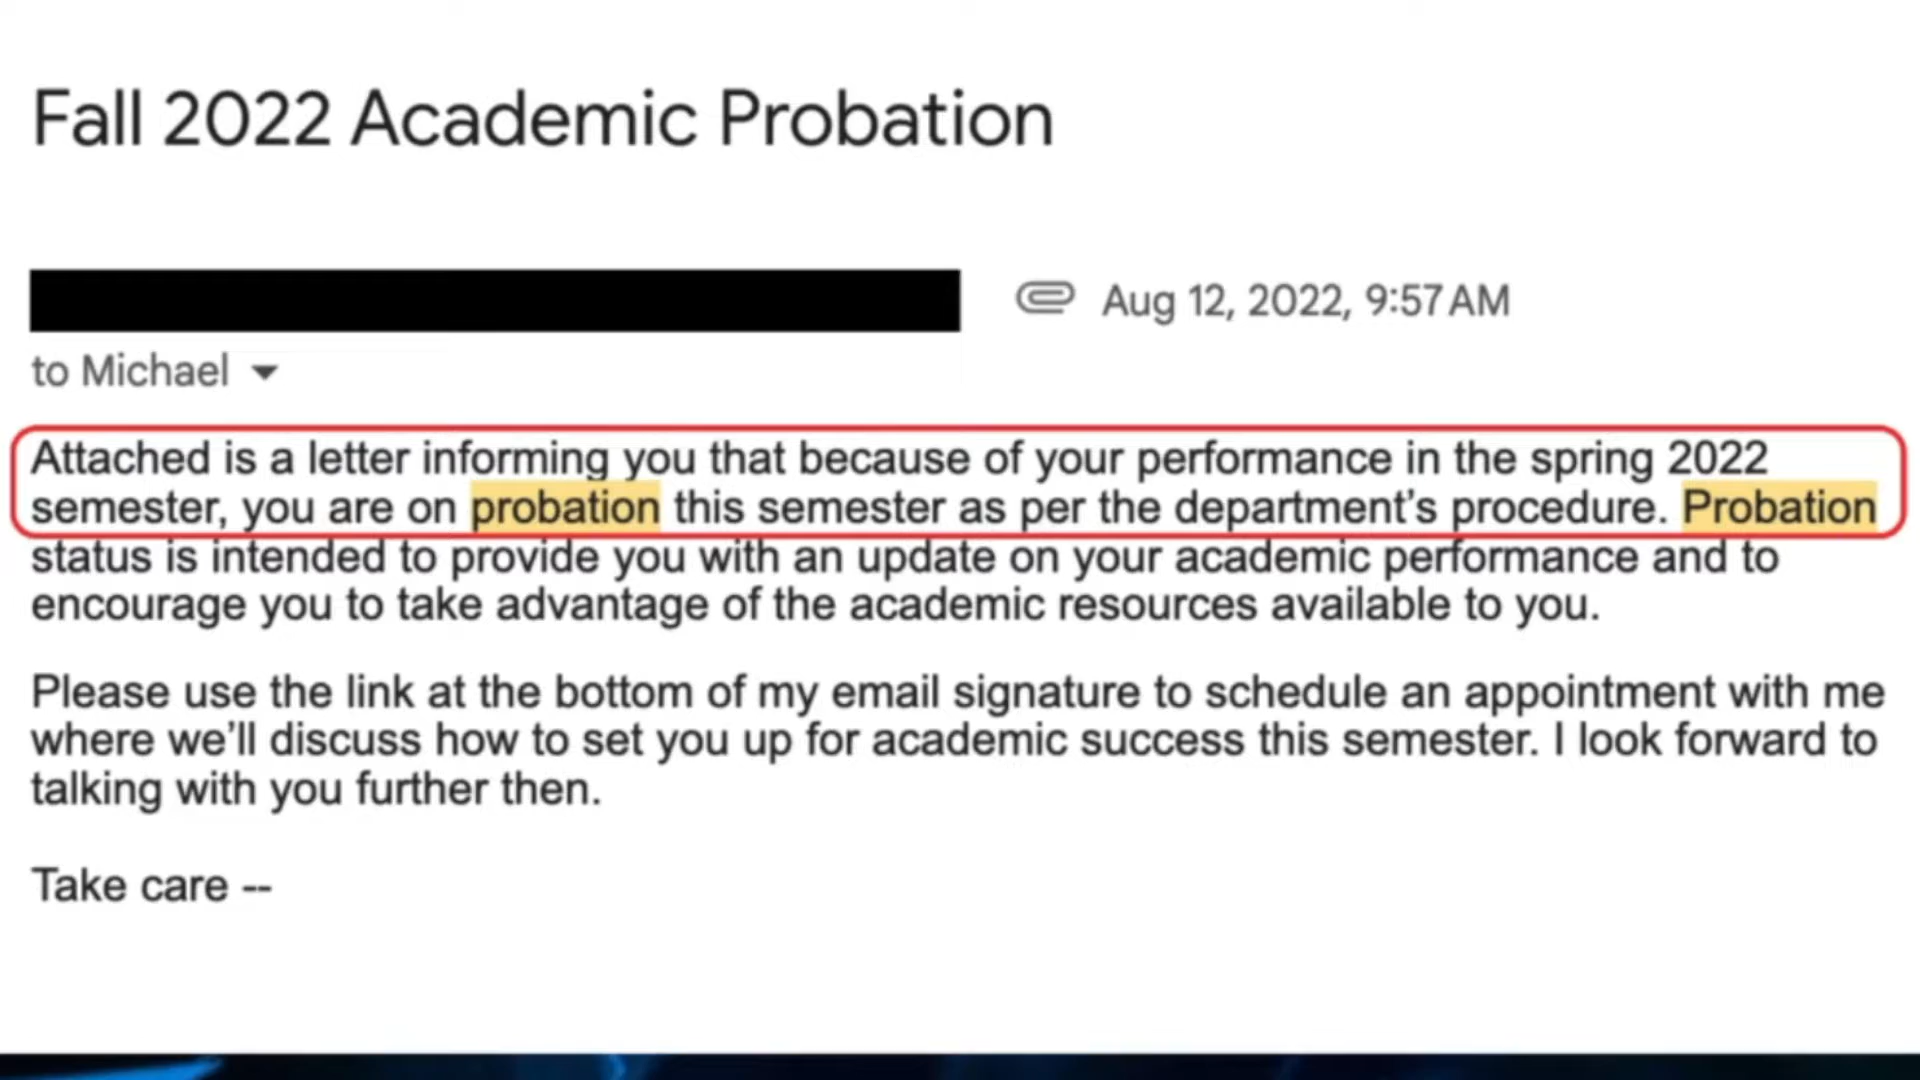 Fall 2022 Academic Probation
Aug 12, 2022, 9:57 AM
to Michael
Attached is a letter informing you that because of your performance in the spring 2022
semester, you are on probation this semester as per the department’s procedure. Probation
status is intended to provide you with an update on your academic performance and to
encourage you to take advantage of the academic resources available to you.
Please use the link at the bottom of my email signature to schedule an appointment with me
where we’ll discuss how to set you up for academic success this semester. I look forward to
talking with you further then.
Take care --